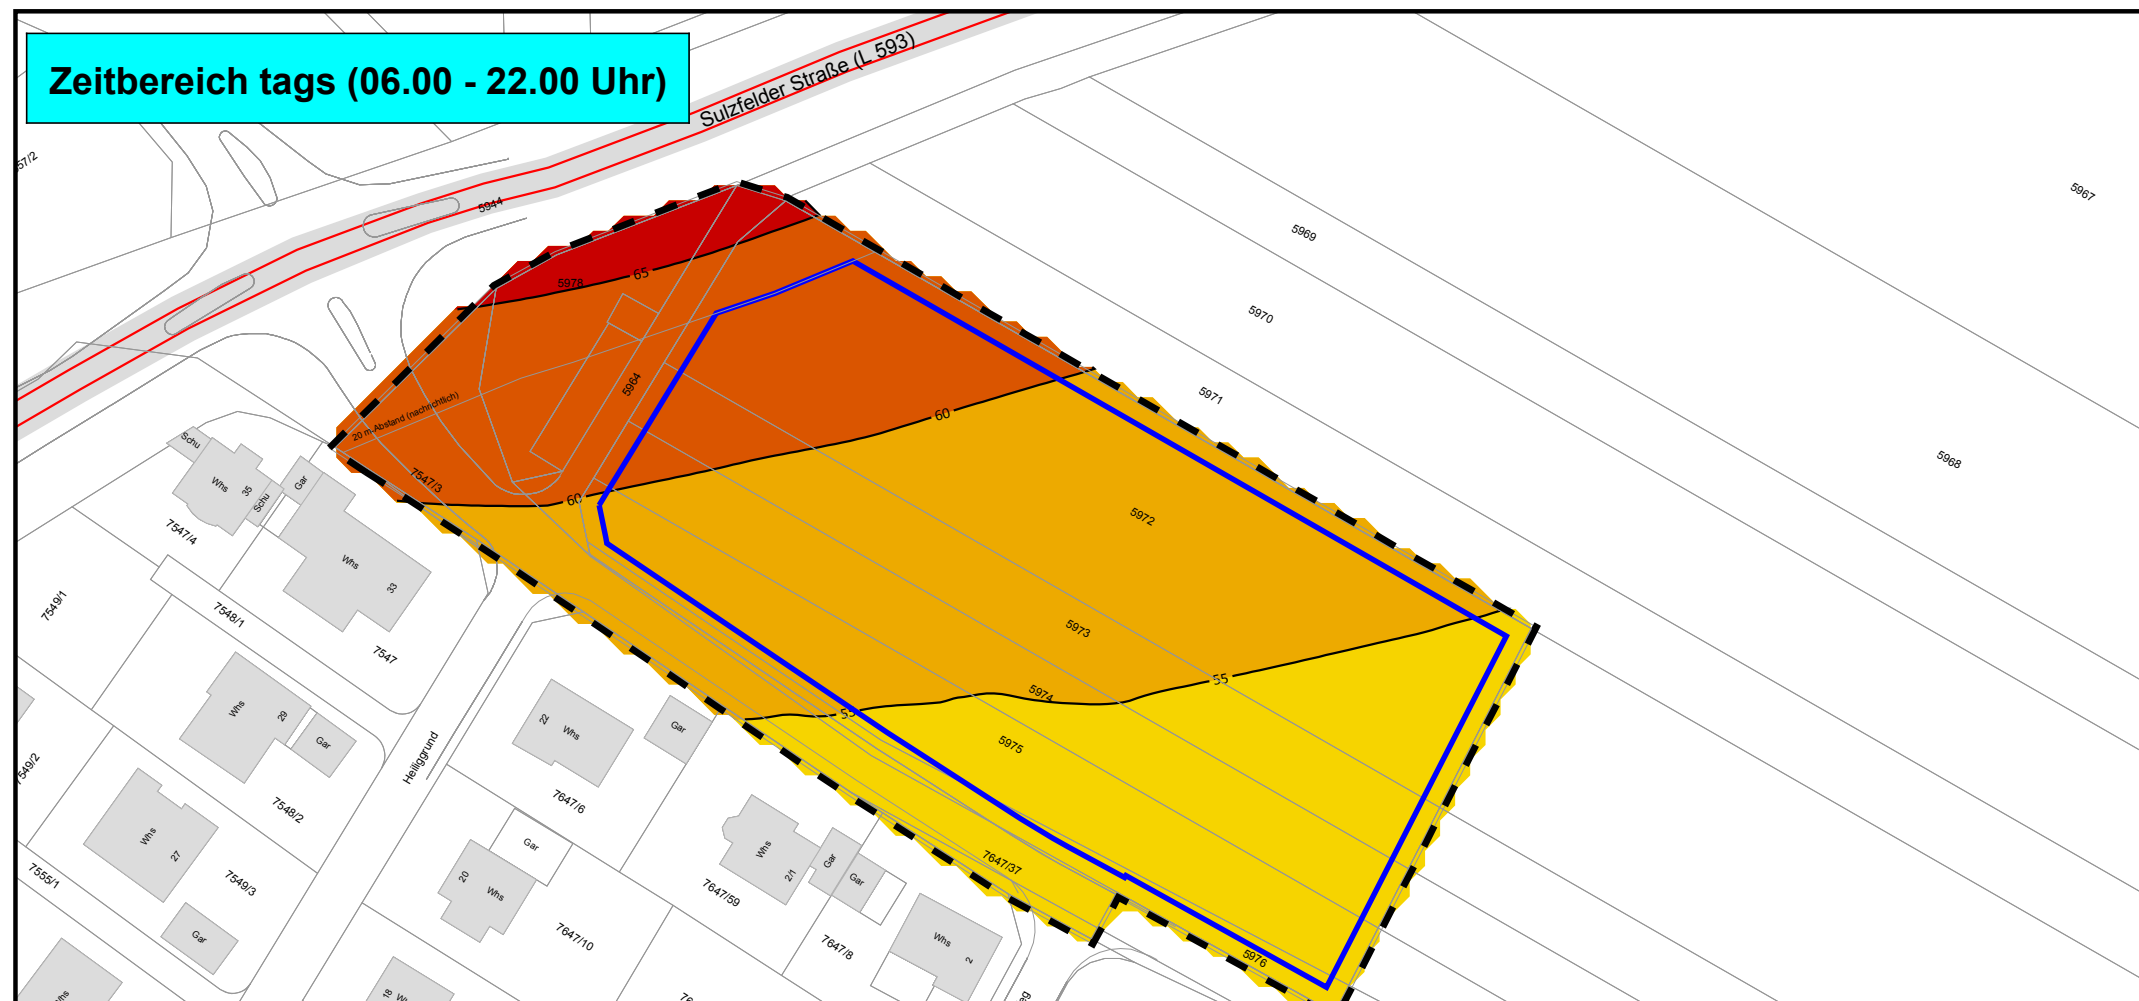 Zeitbereich tags (06.00 - 22.00 Uhr)
Sulzfelder Straße (L 593)
5944
5967
5969
5970
5971
5968
5978
65
5964
20 m-Abstand (nachrichtlich)
60
60
7547/3
5972
5973
5974
55
55
5975
5976
7647/37
Schu
Whs
35
Schu
Gar
7547/4
Whs
33
7549/1
7548/1
7547
Whs
29
Gar
7548/2
Heiliggrund
22
Whs
Gar
7647/6
7549/2
Whs
27
7549/3
7555/1
Gar
Gar
20
Whs
7647/10
Whs
2/1
Gar
Gar
7647/59
7647/8
Whs
2
18